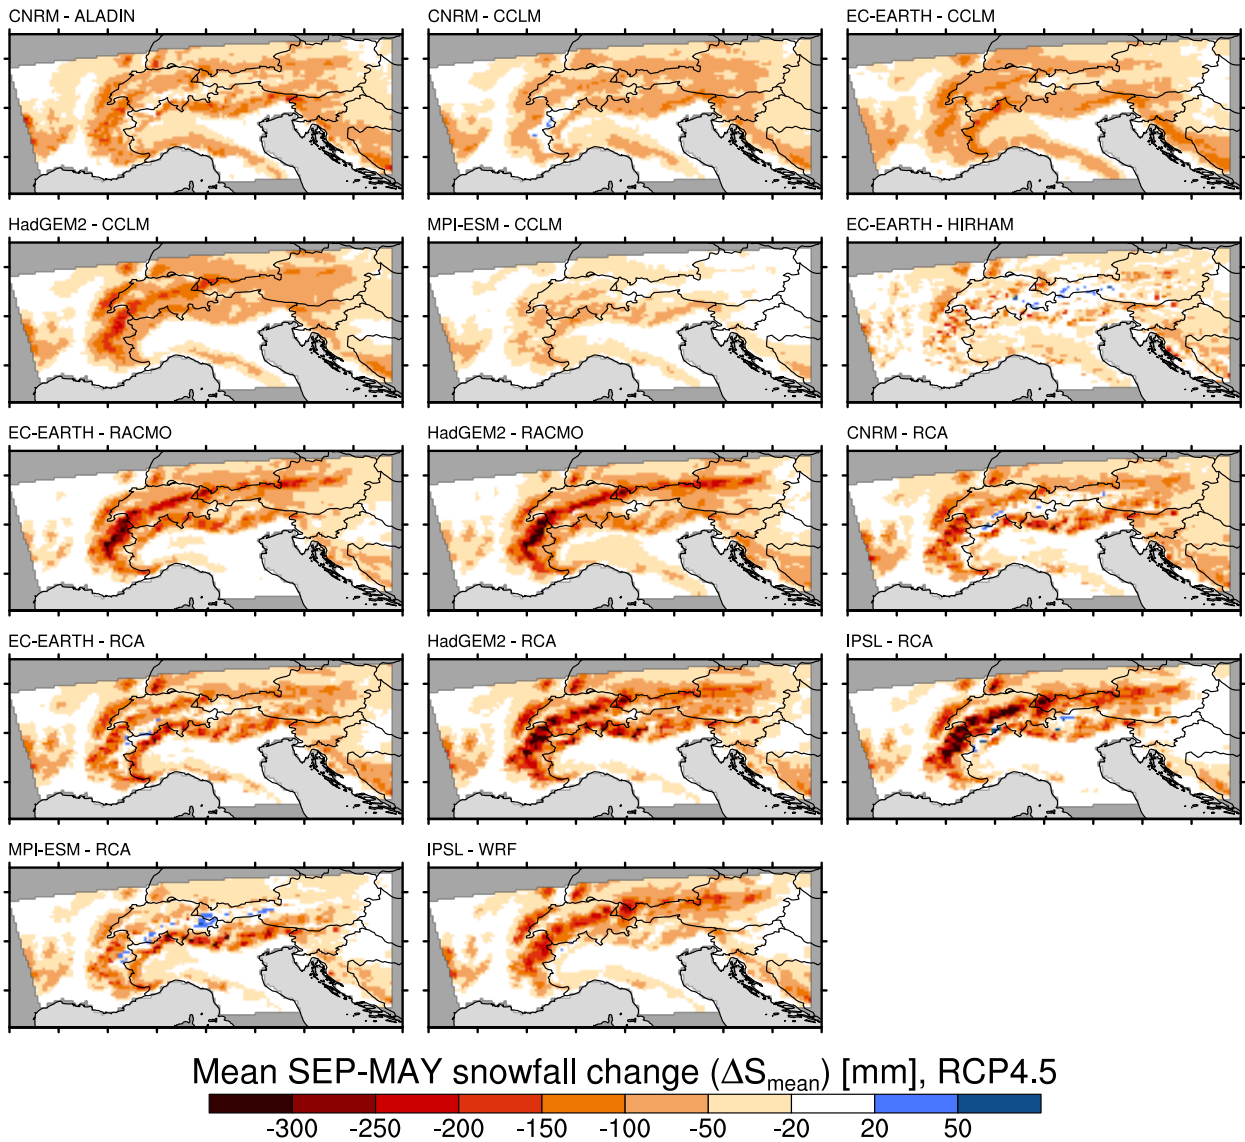 CNRM - ALADIN
CNRM - CCLM
EC-EARTH - CCLM
HadGEM2 - CCLM
MPI-ESM - CCLM
EC-EARTH - HIRHAM
EC-EARTH - RACMO
HadGEM2 - RACMO
CNRM - RCA
EC-EARTH - RCA
HadGEM2 - RCA
IPSL - RCA
MPI-ESM - RCA
IPSL - WRF
Mean SEP-MAY snowfall change (ΔSmean) [mm], RCP4.5
-300 -250 -200 -150 -100 -50 -20 20 50